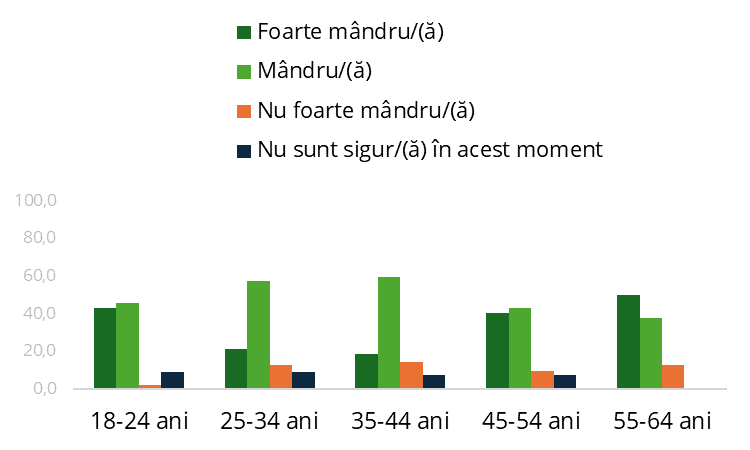 Foarte mândru/(ă)
Mândru/(ă)
Nu foarte mândru/(ă)
Nu sunt sigur/(ă) în acest moment
100,0
80,0
60,0
40,0
20,0
0,0
18-24 ani 25-34 ani 35-44 ani 45-54 ani 55-64 ani